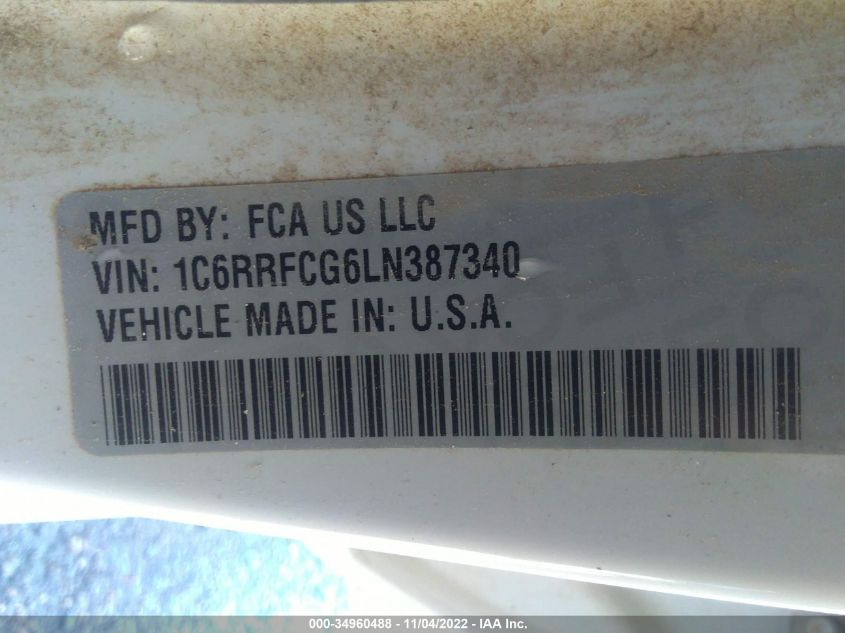 MFD BY: FCA US LLC
VIN: 1C6RRFCG6LN387340
VEHICLE MADE IN: U.S.A.
000-34960488 - 11/04/2022 - IAA Inc.